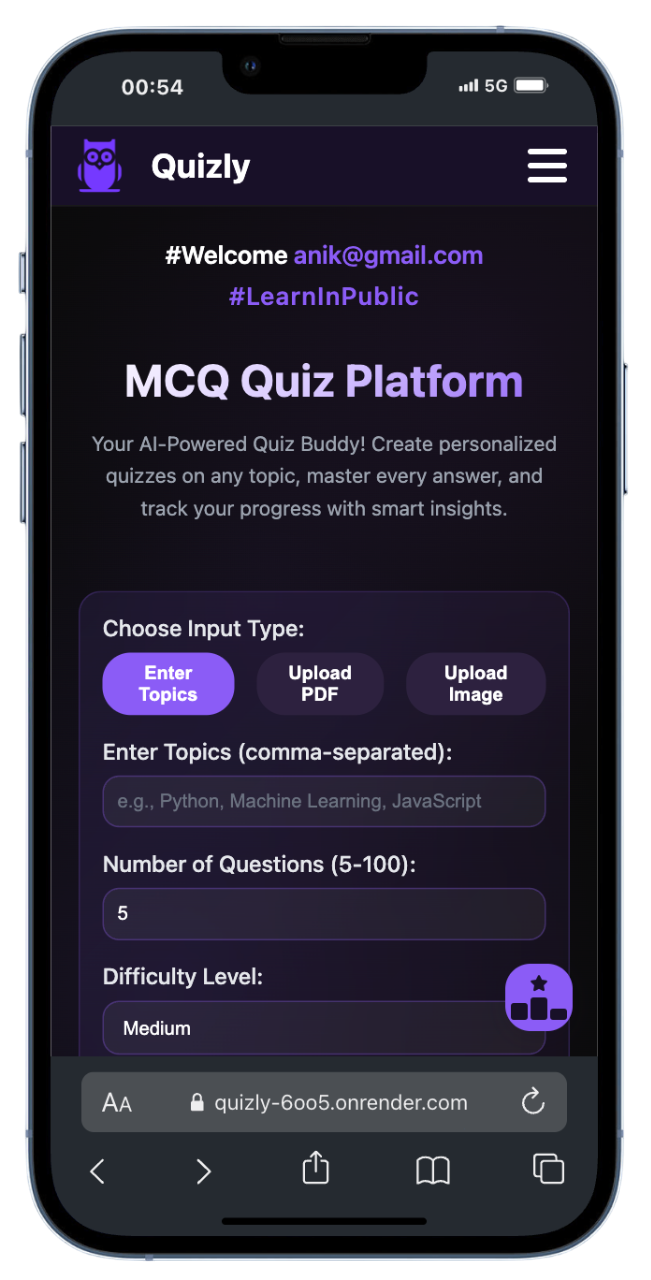 00:54
5G
Quizly
#Welcome anik@gmail.com
#LearnInPublic
MCQ Quiz Platform
Your AI-Powered Quiz Buddy! Create personalized
quizzes on any topic, master every answer, and
track your progress with smart insights.
Choose Input Type:
Enter
Topics
Upload
PDF
Upload
Image
Enter Topics (comma-separated):
e.g., Python, Machine Learning, JavaScript
Number of Questions (5-100):
5
Difficulty Level:
Medium
AA
quizly-6oo5.onrender.com